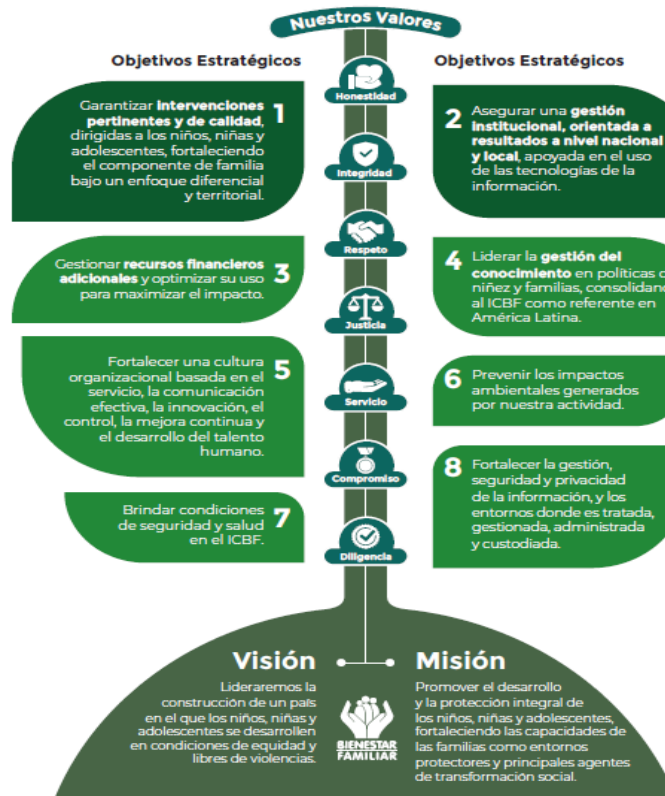 Nuestros Valores
Objetivos Estratégicos
Objetivos Estratégicos
Honestidad
Integridad
Respeto
Justicia
Servicio
Compromiso
Diligencia
1
Garantizar intervenciones
pertinentes y de calidad,
dirigidas a los niños, niñas y
adolescentes, fortaleciendo
el componente de familia
bajo un enfoque diferencial
y territorial.
2
Asegurar una gestión
institucional, orientada a
resultados a nivel nacional
y local, apoyada en el uso
de las tecnologías de la
información.
3
Gestionar recursos financieros
adicionales y optimizar su uso
para maximizar el impacto.
4
Liderar la gestión del
conocimiento en políticas
niñez y familias,
al ICBF como referente en
América Latina.
5
Fortalecer una cultura
organizacional basada en el
servicio, la comunicación
efectiva, la innovación, el
control, la mejora continua y
el desarrollo del talento
humano.
6
Prevenir los impactos
ambientales generados
por nuestra actividad.
7
Brindar condiciones
de seguridad y salud
en el ICBF.
8
Fortalecer la gestión,
seguridad y privacidad
de la información, y los
entornos donde es tratada,
gestionada, administrada
y custodiada.
Visión
Lideraremos la
construcción de un país
en el que los niños, niñas y
adolescentes se desarrollen
en condiciones de equidad y
libres de violencias.
BIENESTAR
FAMILIAR
Misión
Promover el desarrollo
y la protección integral de
los niños, niñas y adolescentes,
fortaleciendo las capacidades de
las familias como entornos
protectores y principales agentes
de transformación social.